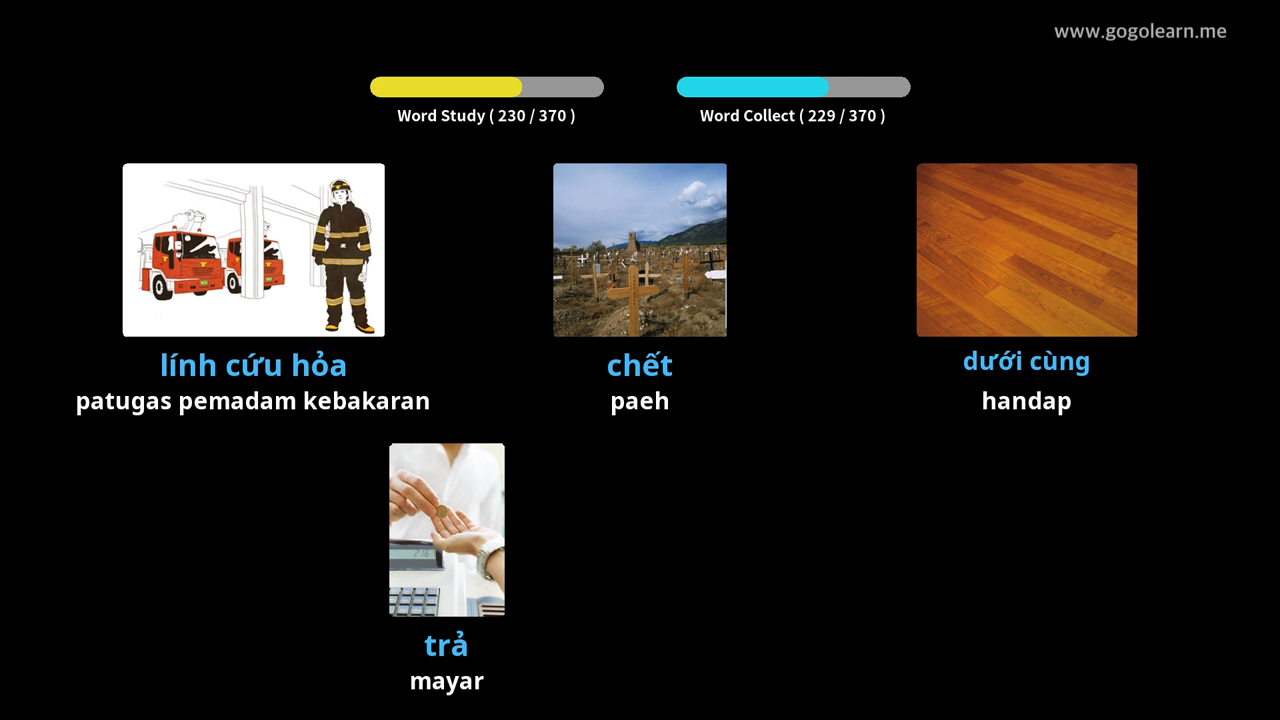 www.gogolearn.me
Word Study ( 230 / 370 )
Word Collect ( 229 / 370 )
lính cứu hỏa
patugas pemadam kebakaran
chết
paeh
dưới cùng
handap
trả
mayar